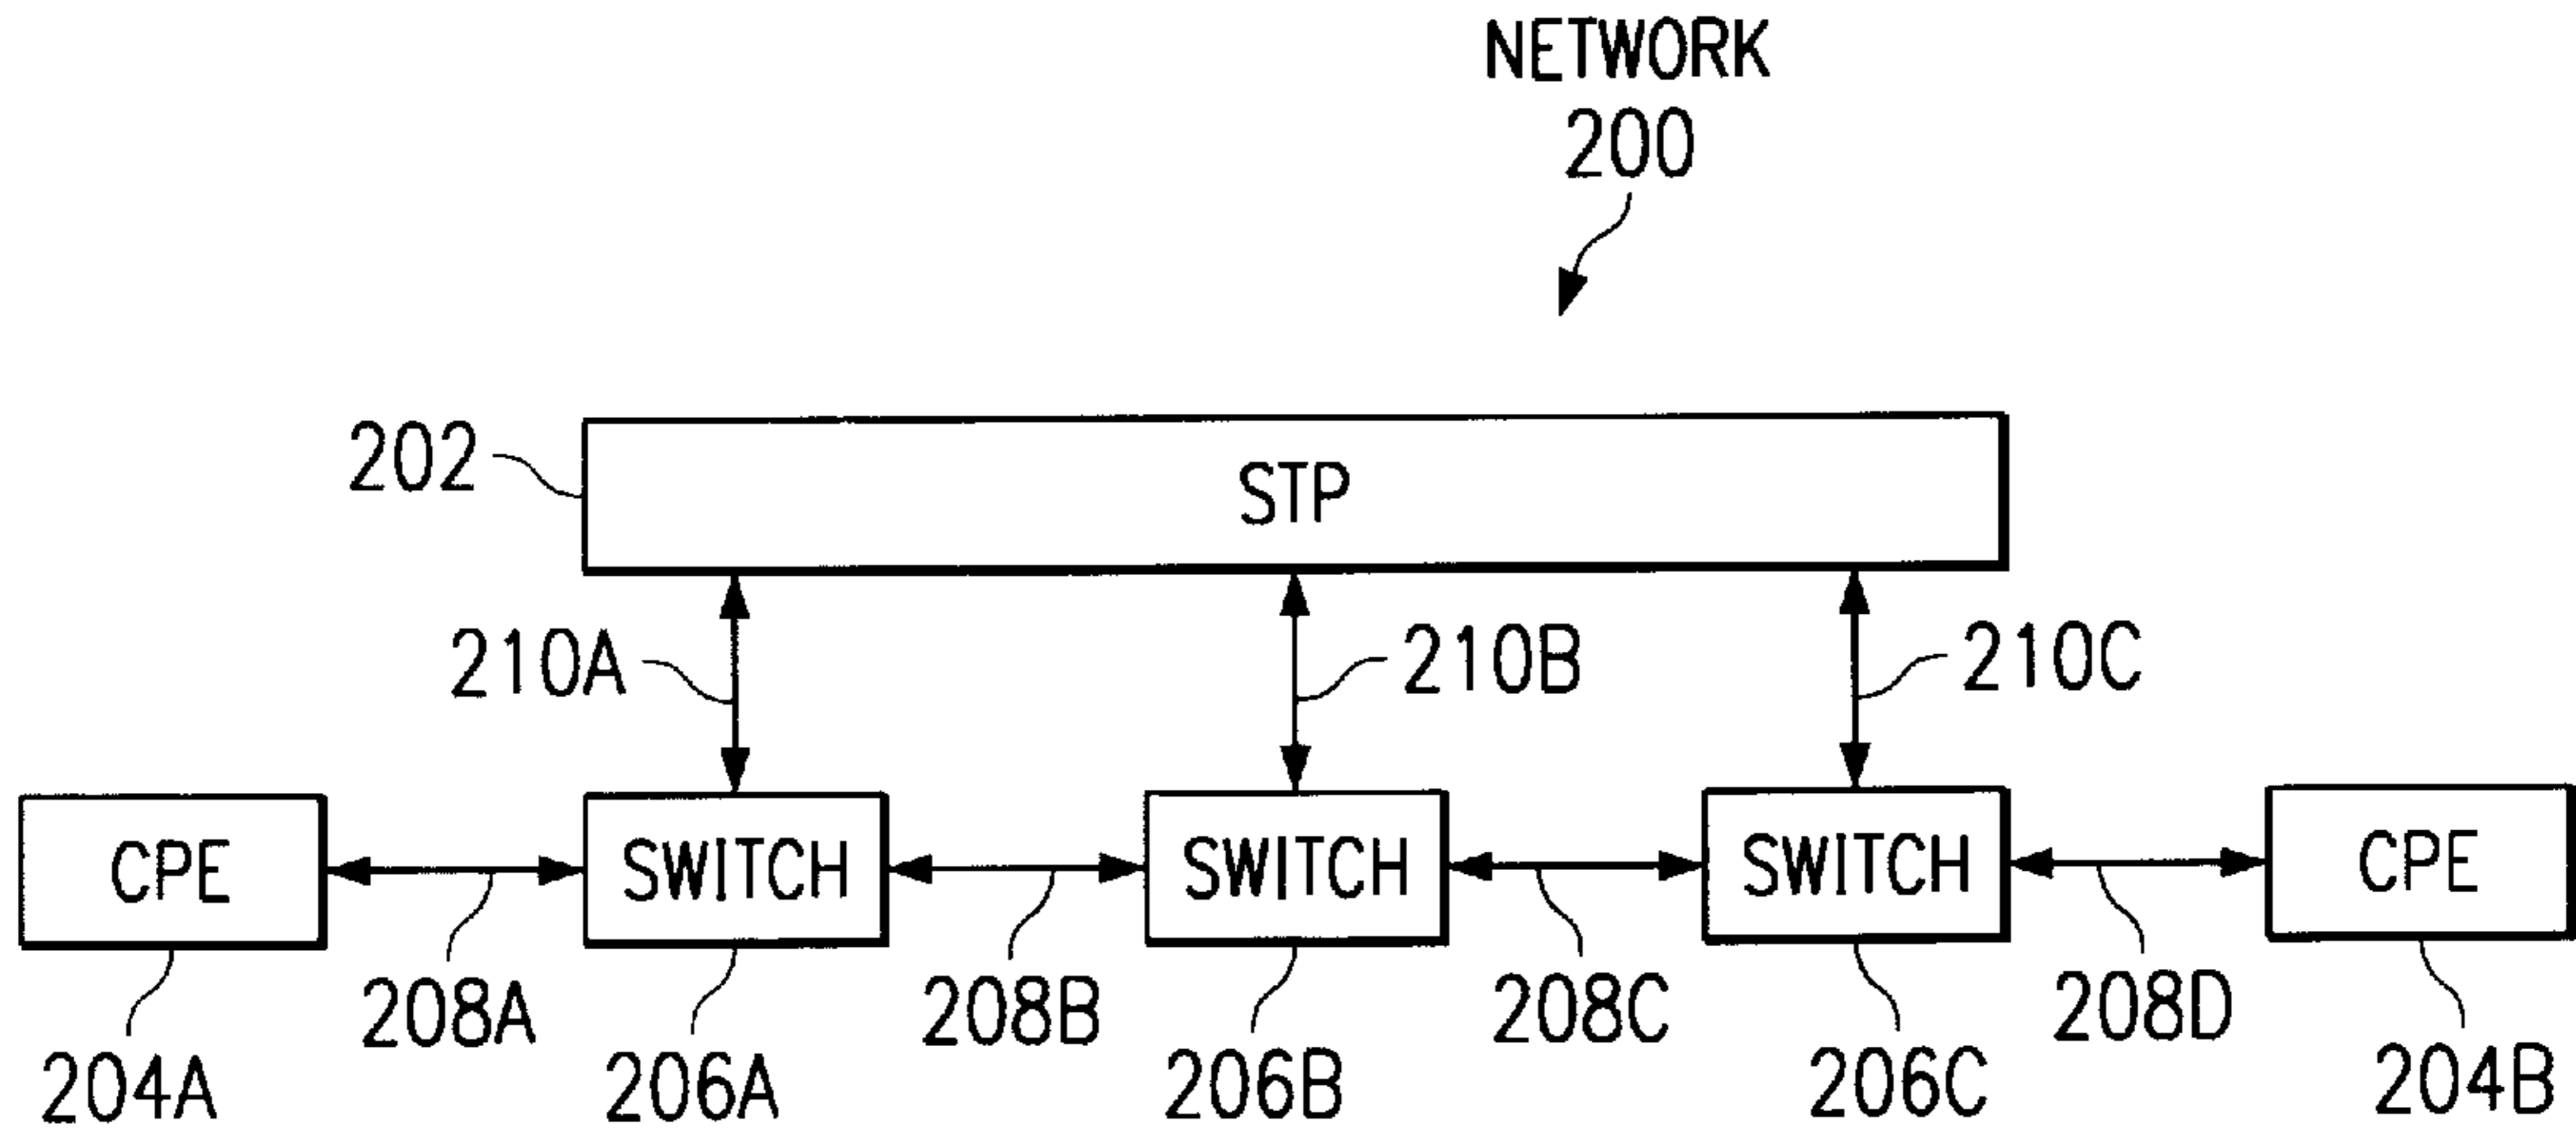 NETWORK
200
202
STP
210A
210B
210C
CPE
SWITCH
SWITCH
SWITCH
CPE
208A
208B
208C
208D
204A
206A
206B
206C
204B